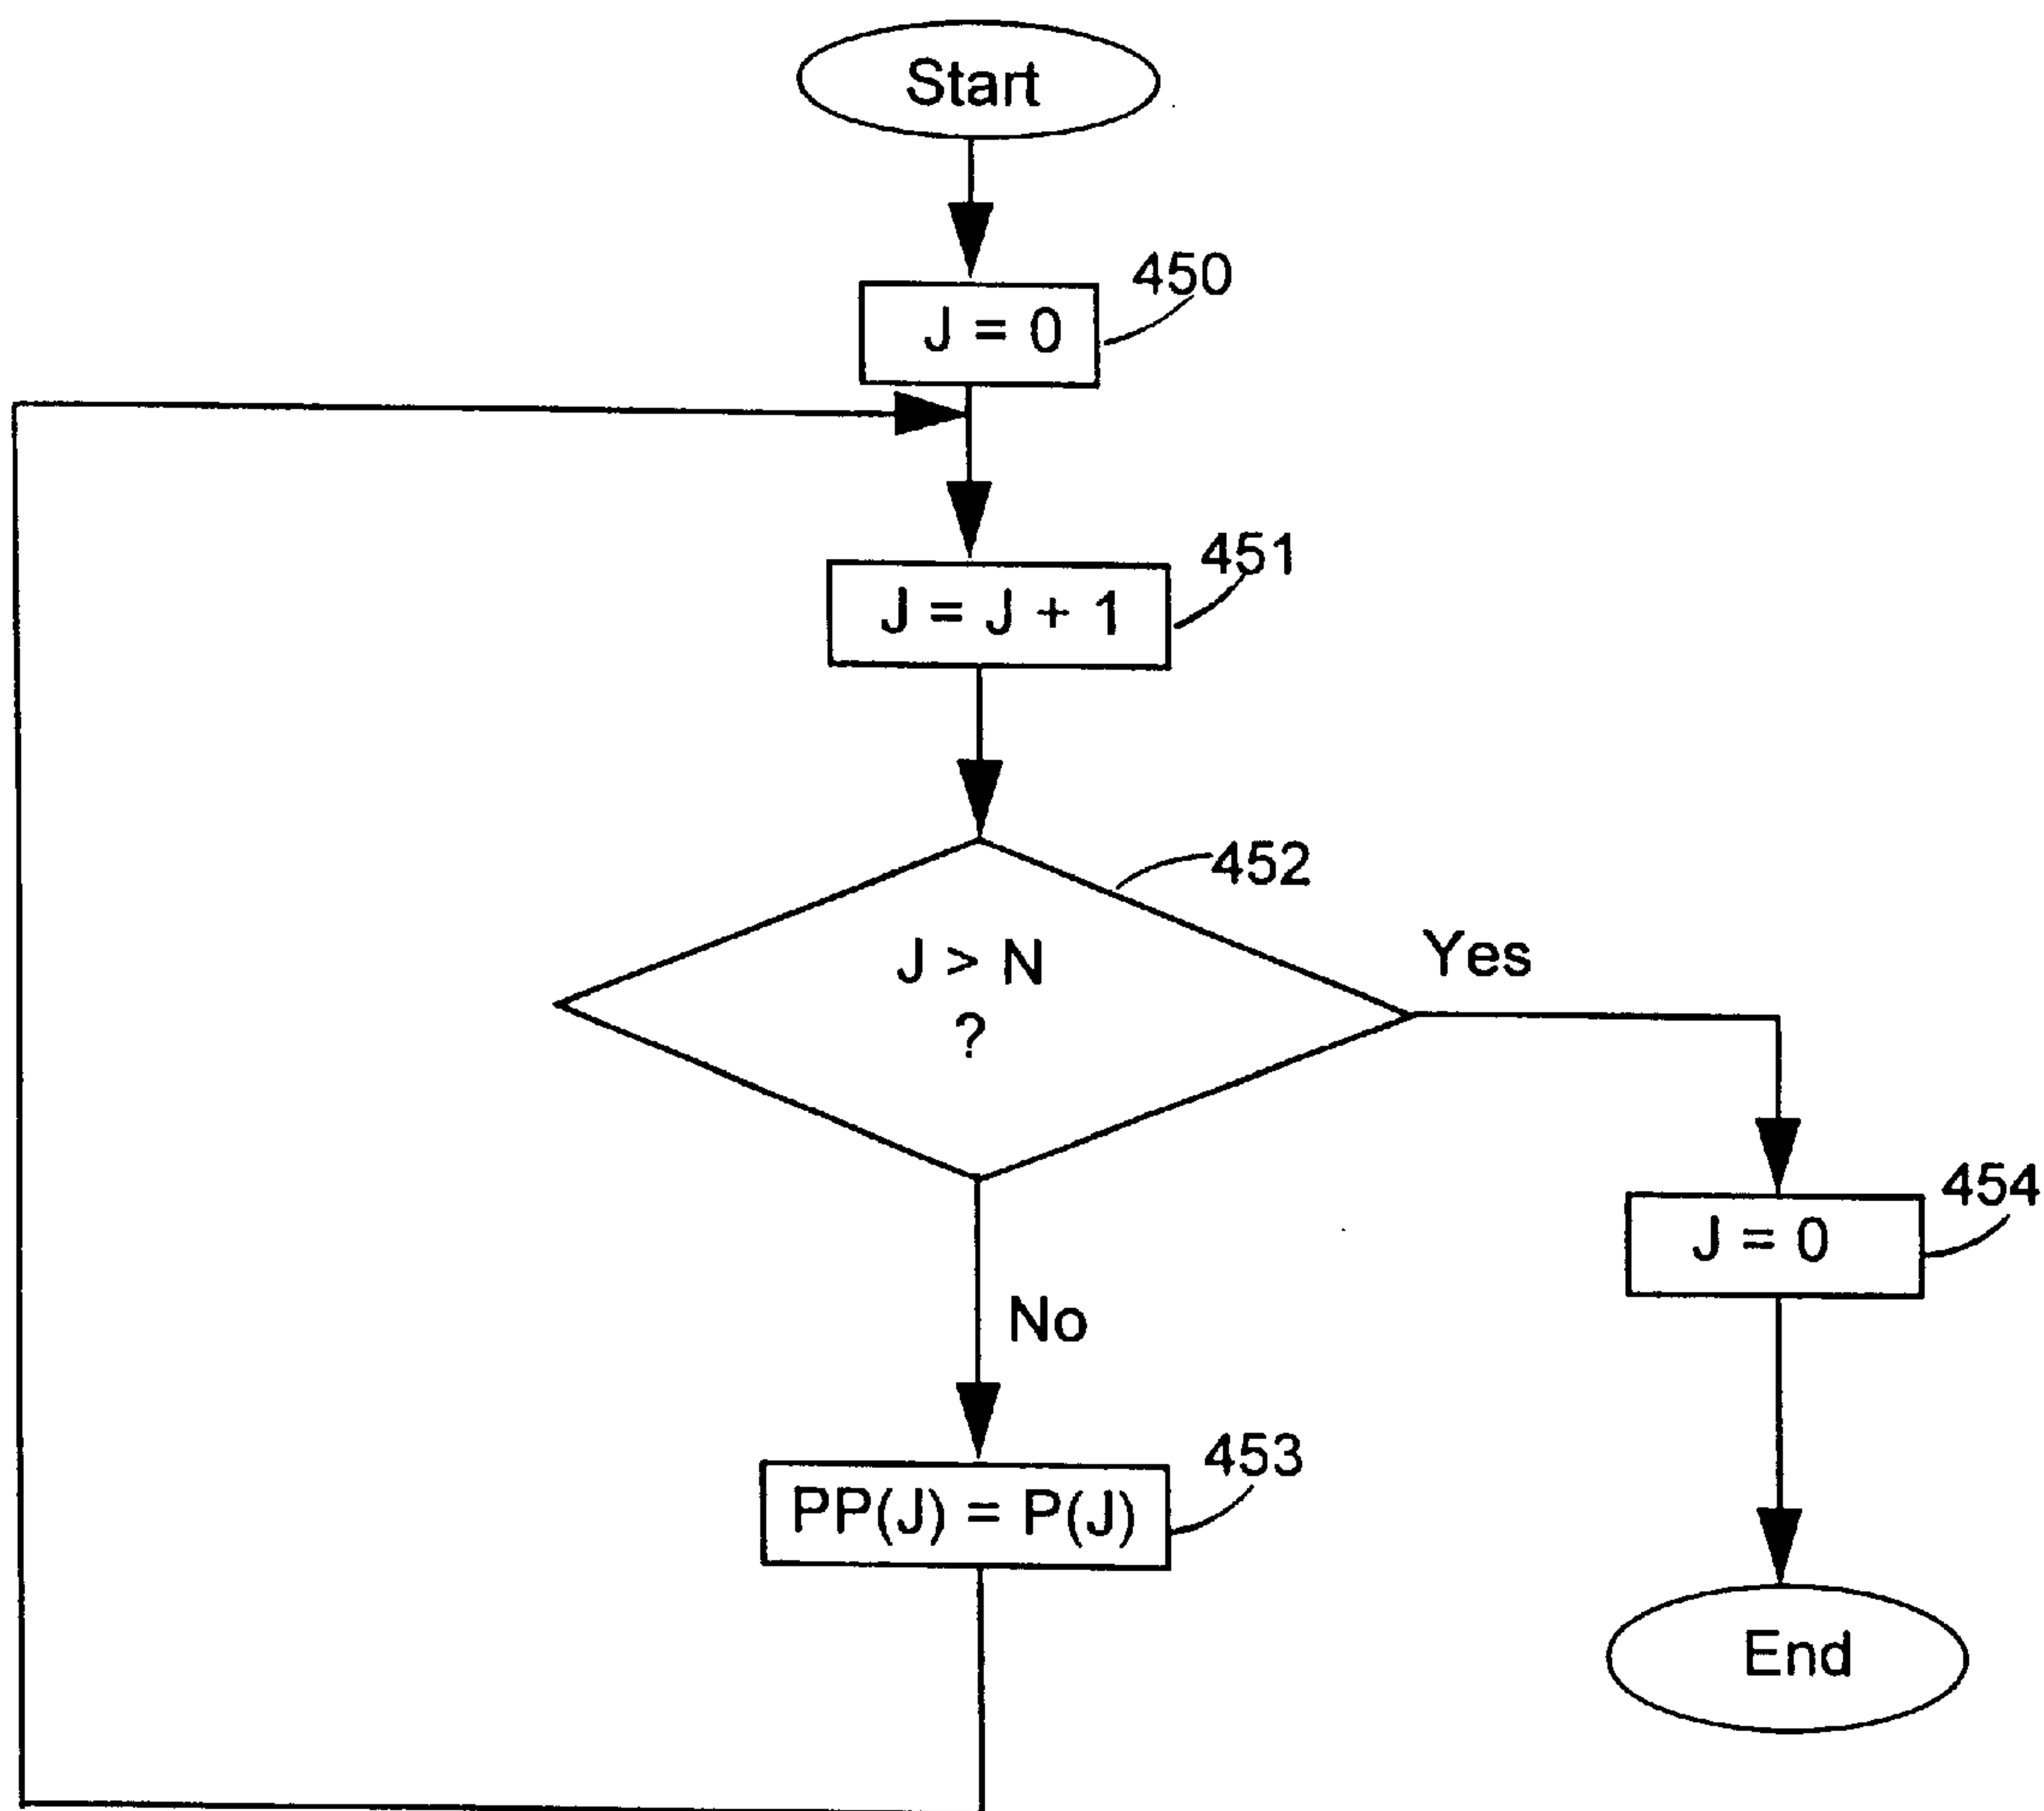 Start
450
J = 0
451
J = J + 1
452
J > N
?
Yes
454
J = 0
No
453
PP(J) = P(J)
End